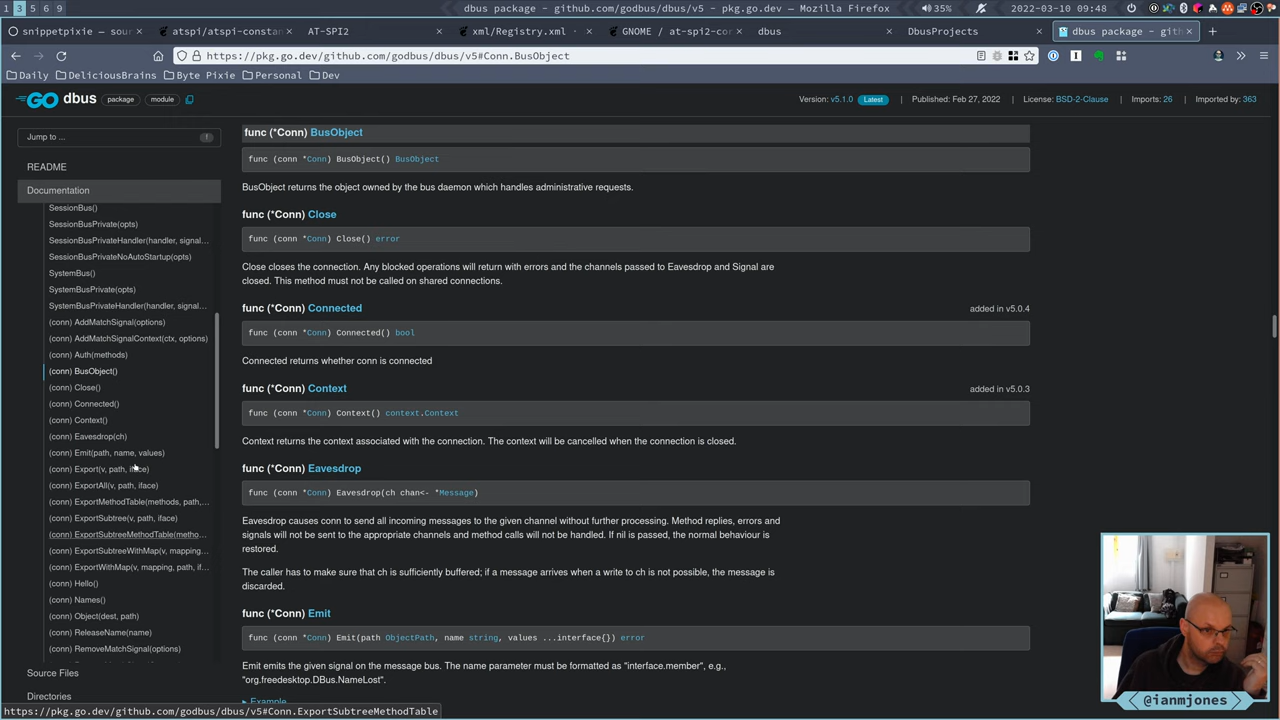 1 3 5 6 9
dbus package - github.com/godbus/dbus/v5 - pkg.go.dev — Mozilla Firefox
35%
2022-03-10 09:48
snippetpixie — sour
atspi/atspi-constan
AT-SPI2
xml/Registry.xml ·
GNOME / at-spi2-co
dbus
DbusProjects
dbus package - gith
https://pkg.go.dev/github.com/godbus/dbus/v5#Conn.BusObject
Daily DeliciousBrains Byte Pixie Personal Dev
GO dbus package module
Version: v5.1.0 Latest | Published: Feb 27, 2022 | License: BSD-2-Clause | Imports: 26 | Imported by: 363
Jump to ... f
README
Documentation
SessionBus()
SessionBusPrivate(opts)
SessionBusPrivateHandler(handler, signal...
SessionBusPrivateNoAutoStartup(opts)
SystemBus()
SystemBusPrivate(opts)
SystemBusPrivateHandler(handler, signal...
(conn) AddMatchSignal(options)
(conn) AddMatchSignalContext(ctx, options)
(conn) Auth(methods)
(conn) BusObject()
(conn) Close()
(conn) Connected()
(conn) Context()
(conn) Eavesdrop(ch)
(conn) Emit(path, name, values)
(conn) Export(v, path, iface)
(conn) ExportAll(v, path, iface)
(conn) ExportMethodTable(methods, path,...
(conn) ExportSubtree(v, path, iface)
(conn) ExportSubtreeMethodTable(metho...
(conn) ExportSubtreeWithMap(v, mapping...
(conn) ExportWithMap(v, mapping, path, if...
(conn) Hello()
(conn) Names()
(conn) Object(dest, path)
(conn) ReleaseName(name)
(conn) RemoveMatchSignal(options)
Source Files
Directories
func (*Conn) BusObject
func (conn *Conn) BusObject() BusObject
BusObject returns the object owned by the bus daemon which handles administrative requests.
func (*Conn) Close
func (conn *Conn) Close() error
Close closes the connection. Any blocked operations will return with errors and the channels passed to Eavesdrop and Signal are
closed. This method must not be called on shared connections.
func (*Conn) Connected
added in v5.0.4
func (conn *Conn) Connected() bool
Connected returns whether conn is connected
func (*Conn) Context
added in v5.0.3
func (conn *Conn) Context() context.Context
Context returns the context associated with the connection. The context will be cancelled when the connection is closed.
func (*Conn) Eavesdrop
func (conn *Conn) Eavesdrop(ch chan<- *Message)
Eavesdrop causes conn to send all incoming messages to the given channel without further processing. Method replies, errors and
signals will not be sent to the appropriate channels and method calls will not be handled. If nil is passed, the normal behaviour is
restored.
The caller has to make sure that ch is sufficiently buffered; if a message arrives when a write to ch is not possible, the message is
discarded.
func (*Conn) Emit
func (conn *Conn) Emit(path ObjectPath, name string, values ...interface{}) error
Emit emits the given signal on the message bus. The name parameter must be formatted as "interface.member", e.g.,
"org.freedesktop.DBus.NameLost".
▸ Example
@ianmjones
https://pkg.go.dev/github.com/godbus/dbus/v5#Conn.ExportSubtreeMethodTable